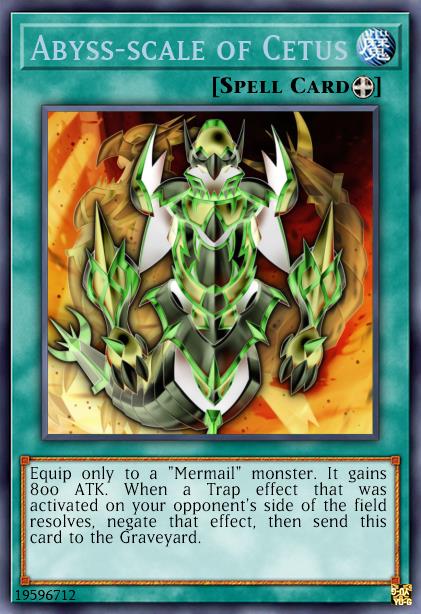 Abyss-scale of Cetus 魔
[Spell Card]
Equip only to a "Mermail" monster. It gains
800 ATK. When a Trap effect that was
activated on your opponent's side of the field
resolves, negate that effect, then send this
card to the Graveyard.
19596712